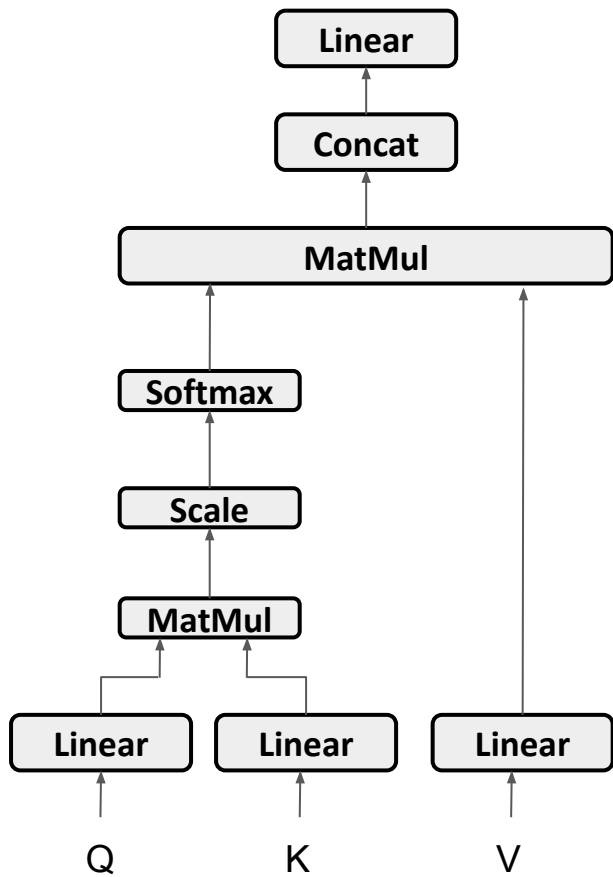 Linear
Concat
MatMul
Softmax
Scale
MatMul
Linear Linear Linear
Q K V